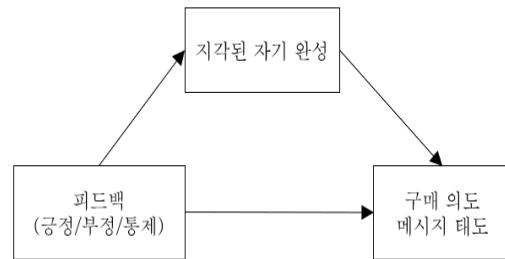 지각된 자기 완성
피드백
(긍정/부정/통제)
구매 의도
메시지 태도